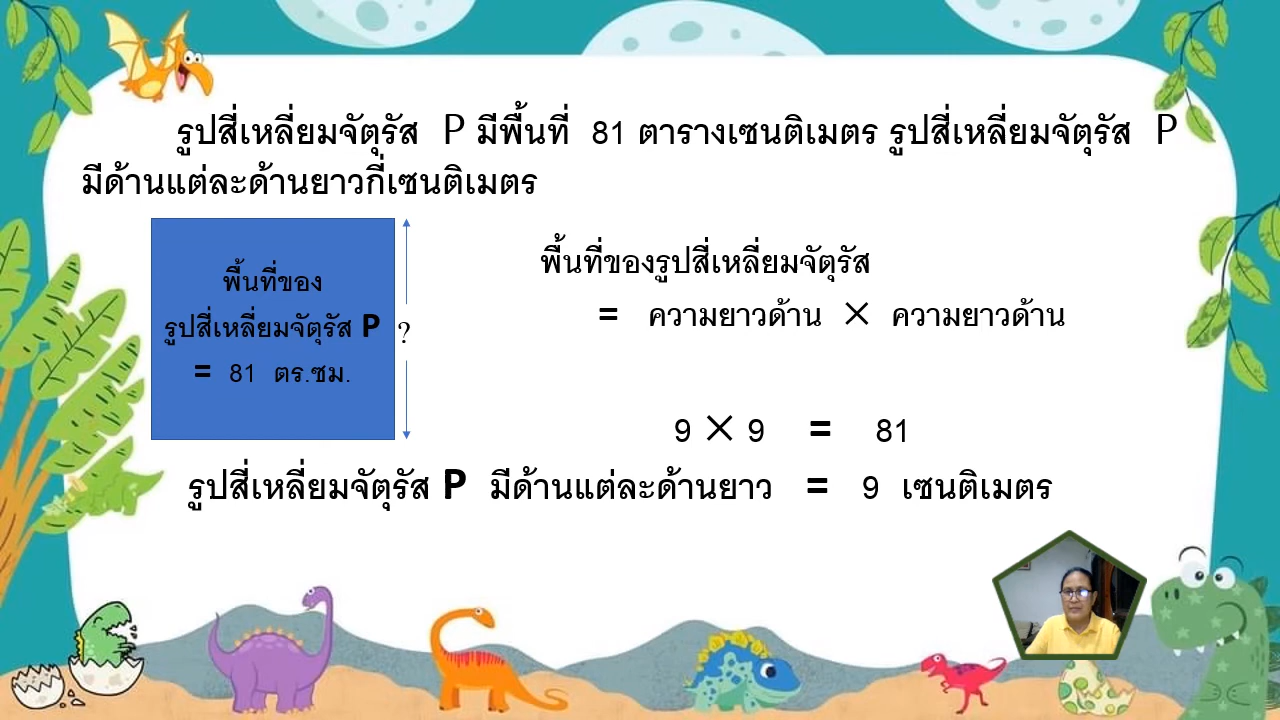 รูปสี่เหลี่ยมจัตุรัส P มีพื้นที่ 81 ตารางเซนติเมตร รูปสี่เหลี่ยมจัตุรัส P
มีด้านแต่ละด้านยาวกี่เซนติเมตร
พื้นที่ของ
รูปสี่เหลี่ยมจัตุรัส P
= 81 ตร.ซม.
?
พื้นที่ของรูปสี่เหลี่ยมจัตุรัส
= ความยาวด้าน × ความยาวด้าน
9 × 9 = 81
รูปสี่เหลี่ยมจัตุรัส P มีด้านแต่ละด้านยาว = 9 เซนติเมตร